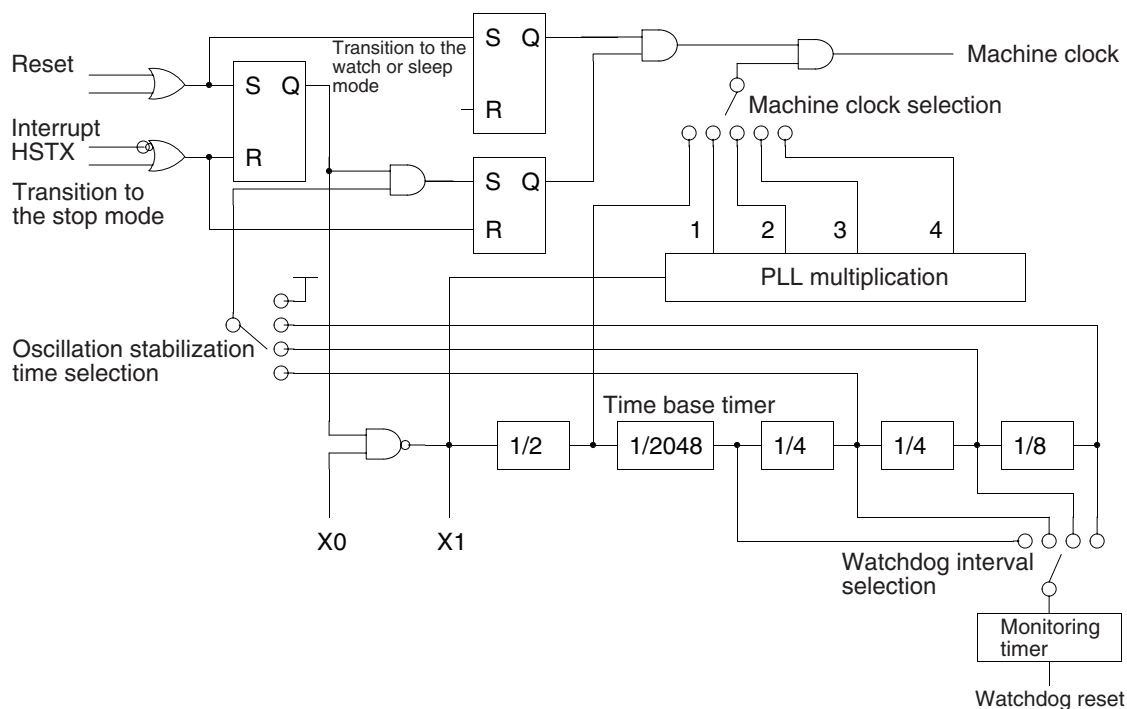 Reset
Interrupt
HSTX
Transition to
the stop mode
S Q
R
Transition to the
watch or sleep
mode
S Q
R
S Q
R
Machine clock
Machine clock selection
1 2 3 4
PLL multiplication
Oscillation stabilization
time selection
Time base timer
1/2 1/2048 1/4 1/4 1/8
X0 X1
Watchdog interval
selection
Monitoring
timer
Watchdog reset